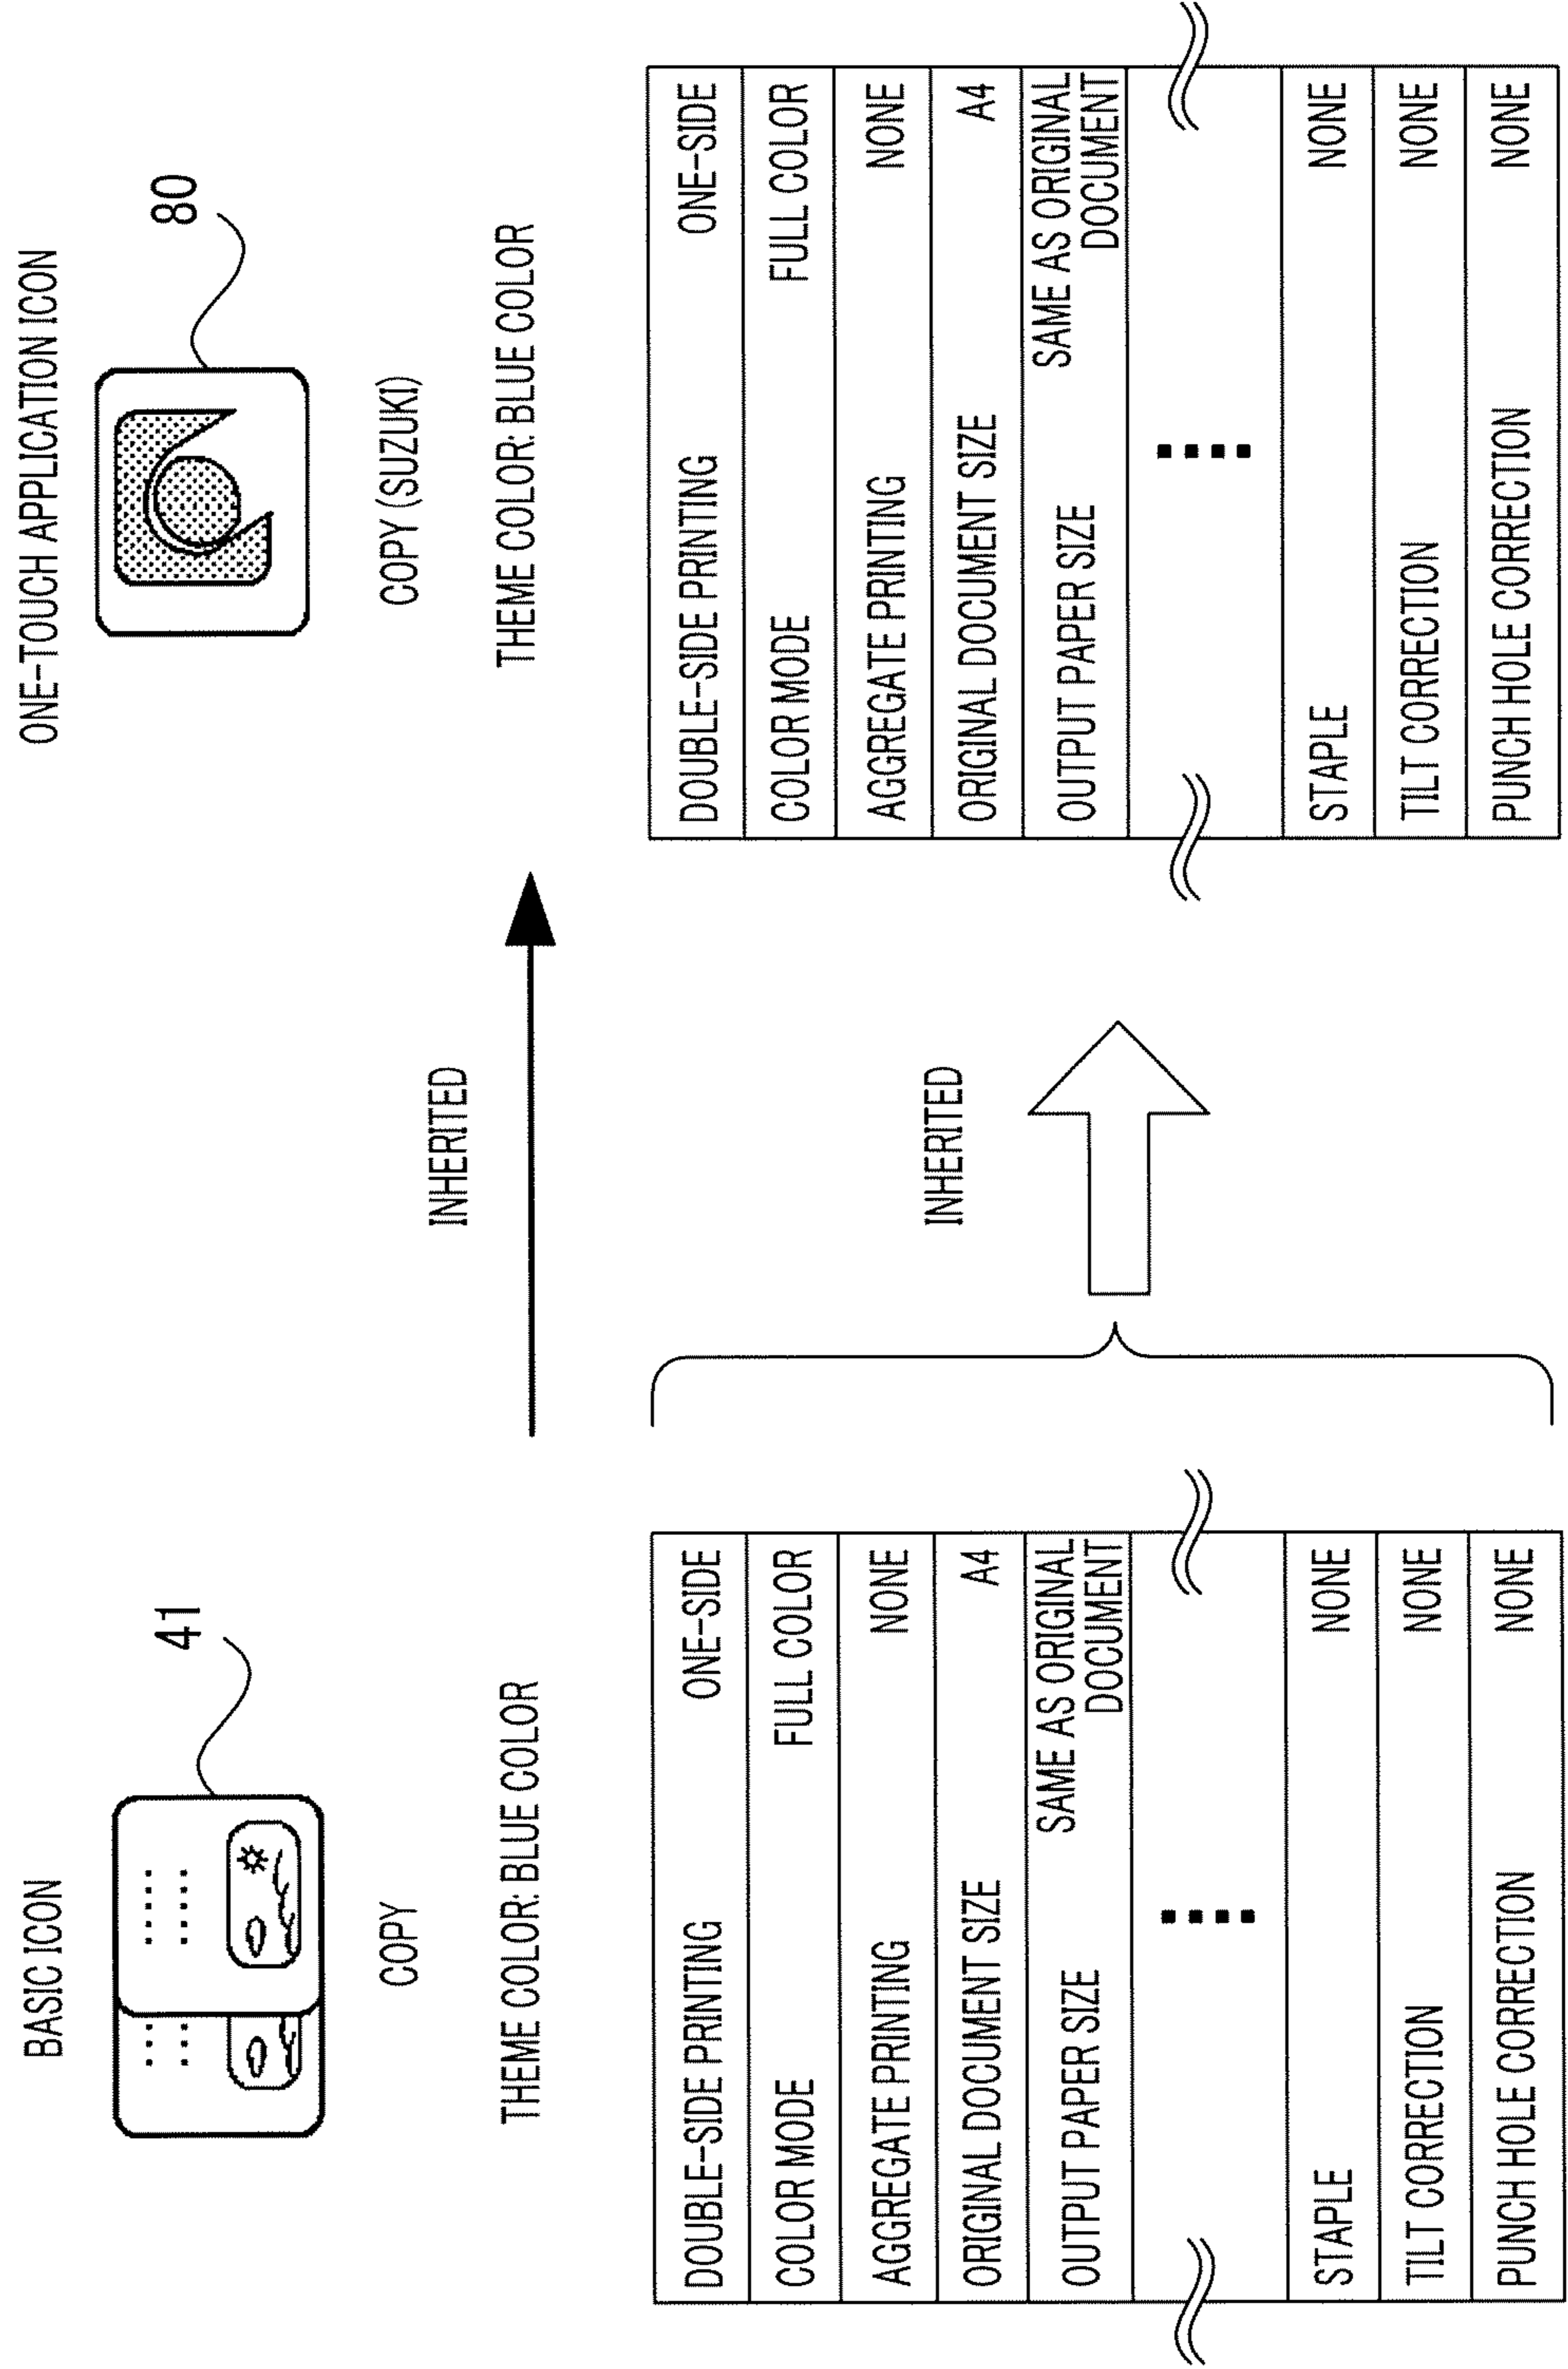 BASIC ICON
41
COPY
THEME COLOR: BLUE COLOR
DOUBLE-SIDE PRINTING ONE-SIDE
COLOR MODE FULL COLOR
AGGREGATE PRINTING NONE
ORIGINAL DOCUMENT SIZE A4
OUTPUT PAPER SIZE SAME AS ORIGINAL
DOCUMENT
STAPLE NONE
TILT CORRECTION NONE
PUNCH HOLE CORRECTION NONE
INHERITED
INHERITED
ONE-TOUCH APPLICATION ICON
80
COPY (SUZUKI)
THEME COLOR: BLUE COLOR
DOUBLE-SIDE PRINTING ONE-SIDE
COLOR MODE FULL COLOR
AGGREGATE PRINTING NONE
ORIGINAL DOCUMENT SIZE A4
OUTPUT PAPER SIZE SAME AS ORIGINAL
DOCUMENT
STAPLE NONE
TILT CORRECTION NONE
PUNCH HOLE CORRECTION NONE